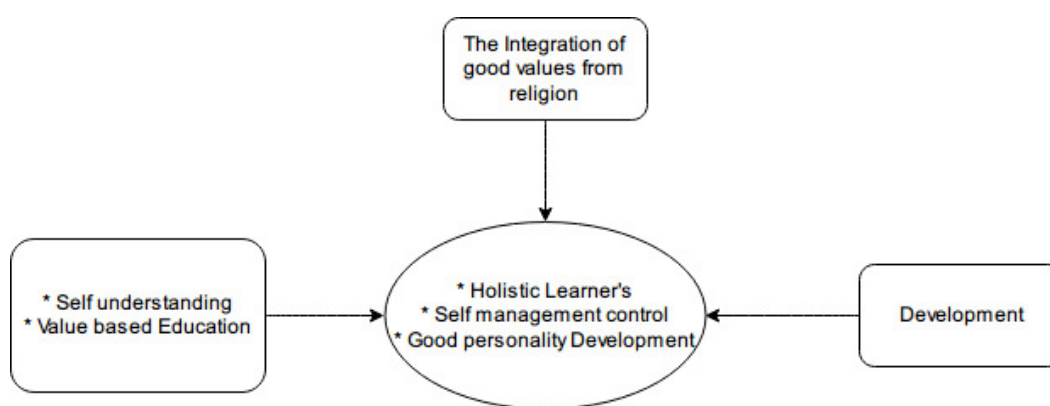 The Integration of
good values from
religion
* Self understanding
* Value based Education
* Holistic Learner's
* Self management control
* Good personality Development
Development